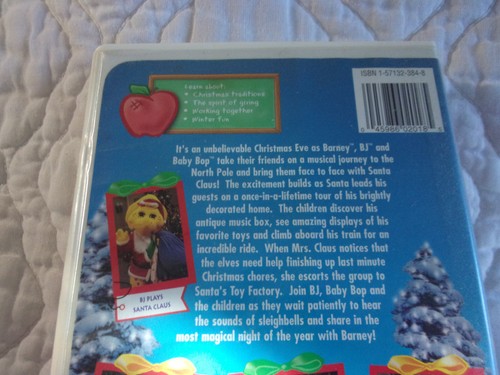 Learn about:
• Christmas traditions
• The spirit of giving
• Working together
• Winter fun
ISBN 1-57132-384-8
It's an unbelievable Christmas Eve as Barney™, BJ™ and
Baby Bop™ take their friends on a musical journey to the
North Pole and bring them face to face with Santa
Claus! The excitement builds as Santa leads his
guests on a once-in-a-lifetime tour of his brightly
decorated home. The children discover his
antique music box, see amazing displays of his
favorite toys and climb aboard his train for an
incredible ride. When Mrs. Claus notices that
the elves need help finishing up last minute
Christmas chores, she escorts the group to
Santa's Toy Factory. Join BJ, Baby Bop and
the children as they wait patiently to hear
the sounds of sleighbells and share in the
most magical night of the year with Barney!
BJ PLAYS
SANTA CLAUS